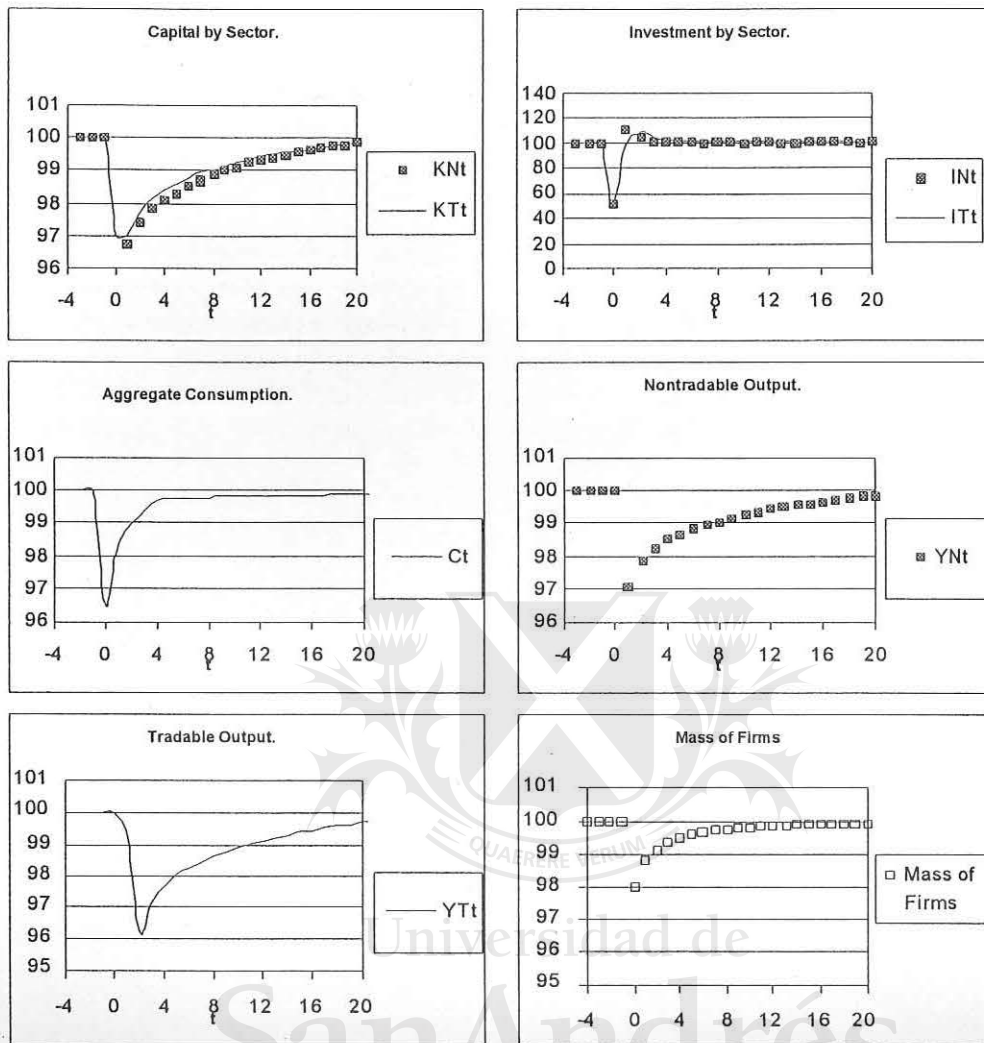 Capital by Sector.
101
100
99
98
97
96
-4 0 4 8 12 16 20
t
KNt
KTt
Investment by Sector.
140
120
100
80
60
40
20
0
-4 0 4 8 12 16 20
t
INt
ITt
Aggregate Consumption.
101
100
99
98
97
96
-4 0 4 8 12 16 20
t
Ct
Nontradable Output.
101
100
99
98
97
96
-4 0 4 8 12 16 20
t
YNt
Tradable Output.
101
100
99
98
97
96
95
-4 0 4 8 12 16 20
t
YTt
Mass of Firms
101
100
99
98
97
96
95
-4 0 4 8 12 16 20
Mass of
Firms
QUAERERE VERUM
Universidad de
SanAndrés